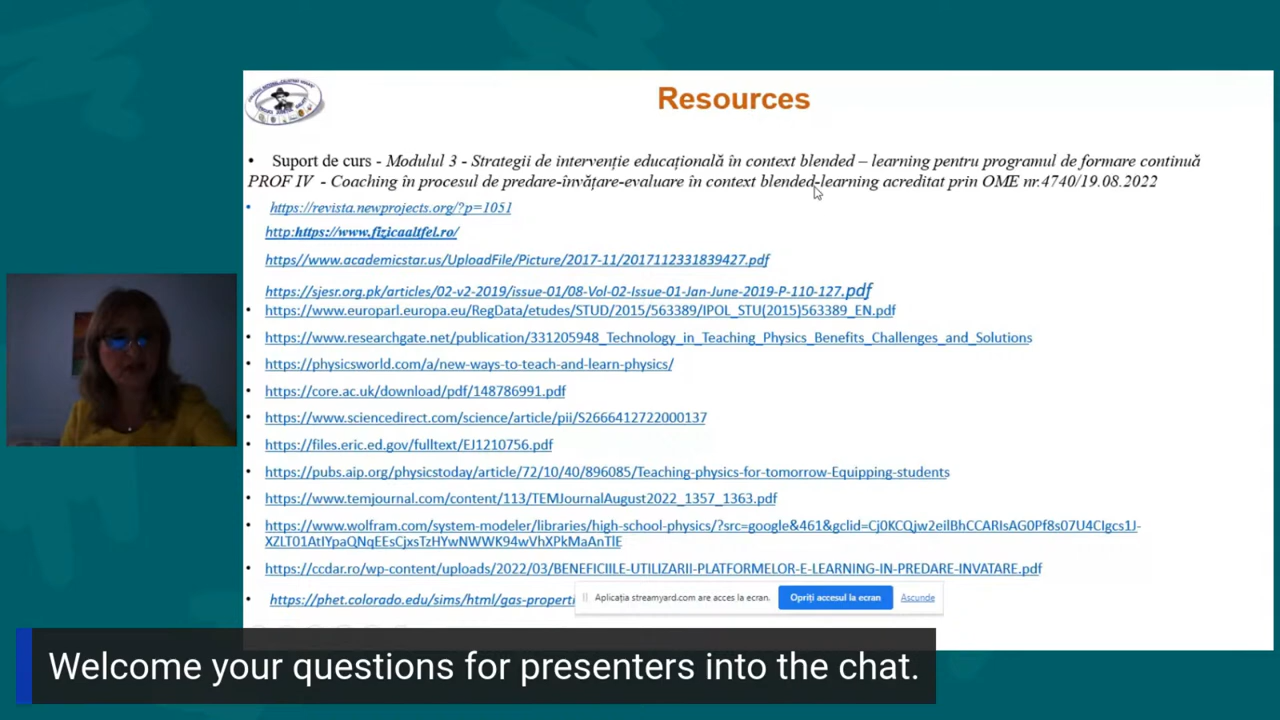 Resources
• Suport de curs - Modulul 3 - Strategii de intervenție educațională în context blended – learning pentru programul de formare continuă
PROF IV - Coaching în procesul de predare-învățare-evaluare în context blended-learning acreditat prin OME nr.4740/19.08.2022
• https://revista.newprojects.org/?p=1051
http:https://www.fizicaaltfel.ro/
https//www.academicstar.us/UploadFile/Picture/2017-11/2017112331839427.pdf
https://sjesr.org.pk/articles/02-v2-2019/issue-01/08-Vol-02-Issue-01-Jan-June-2019-P-110-127.pdf
• https://www.europarl.europa.eu/RegData/etudes/STUD/2015/563389/IPOL_STU(2015)563389_EN.pdf
• https://www.researchgate.net/publication/331205948_Technology_in_Teaching_Physics_Benefits_Challenges_and_Solutions
• https://physicsworld.com/a/new-ways-to-teach-and-learn-physics/
• https://core.ac.uk/download/pdf/148786991.pdf
• https://www.sciencedirect.com/science/article/pii/S2666412722000137
• https://files.eric.ed.gov/fulltext/EJ1210756.pdf
• https://pubs.aip.org/physicstoday/article/72/10/40/896085/Teaching-physics-for-tomorrow-Equipping-students
• https://www.temjournal.com/content/113/TEMJournalAugust2022_1357_1363.pdf
• https://www.wolfram.com/system-modeler/libraries/high-school-physics/?src=google&461&gclid=Cj0KCQjw2eilBhCCARIsAG0Pf8s07U4CIgcs1J-
XZLT01AtIYpaQNqEEsCjxsTzHYwNWWK94wVhXPkMaAnTlE
• https://ccdar.ro/wp-content/uploads/2022/03/BENEFICIILE-UTILIZARII-PLATFORMELOR-E-LEARNING-IN-PREDARE-INVATARE.pdf
• https://phet.colorado.edu/sims/html/gas-properti
Aplicația streamyard.com are acces la ecran. Opriți accesul la ecran Ascunde
Welcome your questions for presenters into the chat.